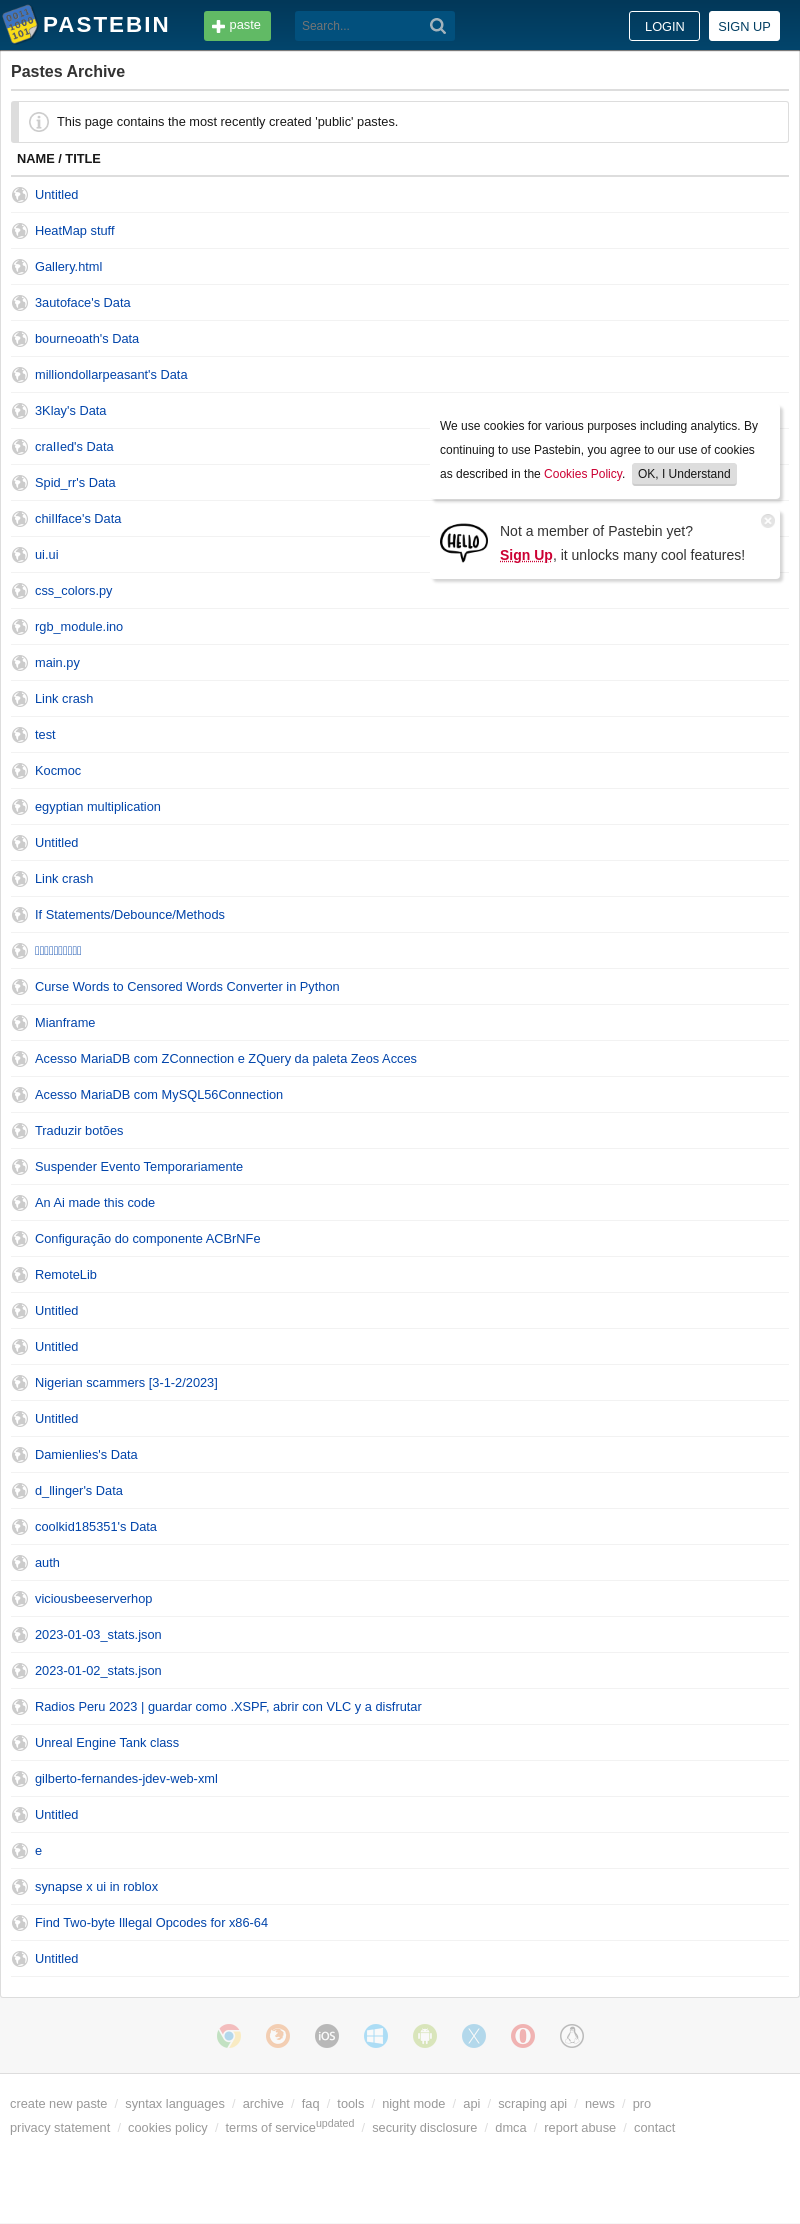 PASTEBIN
paste
Search...
LOGIN
SIGN UP
Pastes Archive
This page contains the most recently created 'public' pastes.
NAME / TITLE
Untitled
HeatMap stuff
Gallery.html
3autoface's Data
bourneoath's Data
milliondollarpeasant's Data
3Klay's Data
craIIed's Data
Spid_rr's Data
chiIlface's Data
ui.ui
css_colors.py
rgb_module.ino
main.py
Link crash
test
Kocmoc
egyptian multiplication
Untitled
Link crash
If Statements/Debounce/Methods
Curse Words to Censored Words Converter in Python
Mianframe
Acesso MariaDB com ZConnection e ZQuery da paleta Zeos Acces
Acesso MariaDB com MySQL56Connection
Traduzir botões
Suspender Evento Temporariamente
An Ai made this code
Configuração do componente ACBrNFe
RemoteLib
Untitled
Untitled
Nigerian scammers [3-1-2/2023]
Untitled
Damienlies's Data
d_llinger's Data
coolkid185351's Data
auth
viciousbeeserverhop
2023-01-03_stats.json
2023-01-02_stats.json
Radios Peru 2023 | guardar como .XSPF, abrir con VLC y a disfrutar
Unreal Engine Tank class
gilberto-fernandes-jdev-web-xml
Untitled
e
synapse x ui in roblox
Find Two-byte Illegal Opcodes for x86-64
Untitled
We use cookies for various purposes including analytics. By
continuing to use Pastebin, you agree to our use of cookies
as described in the Cookies Policy. OK, I Understand
HELLO
Not a member of Pastebin yet?
Sign Up, it unlocks many cool features!
iOS
create new paste / syntax languages / archive / faq / tools / night mode / api / scraping api / news / pro
privacy statement / cookies policy / terms of service updated / security disclosure / dmca / report abuse / contact